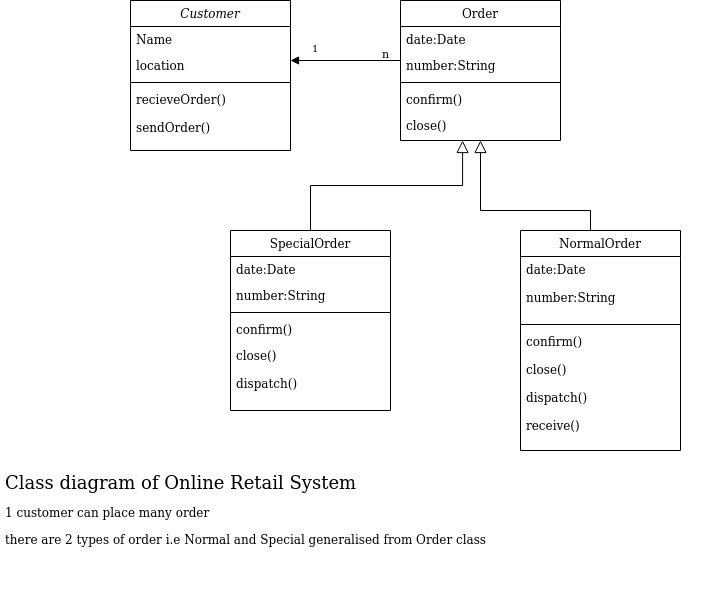 Customer
Name
location
recieveOrder()
sendOrder()
1
n
Order
date:Date
number:String
confirm()
close()
SpecialOrder
date:Date
number:String
confirm()
close()
dispatch()
NormalOrder
date:Date
number:String
confirm()
close()
dispatch()
receive()
Class diagram of Online Retail System
1 customer can place many order
there are 2 types of order i.e Normal and Special generalised from Order class